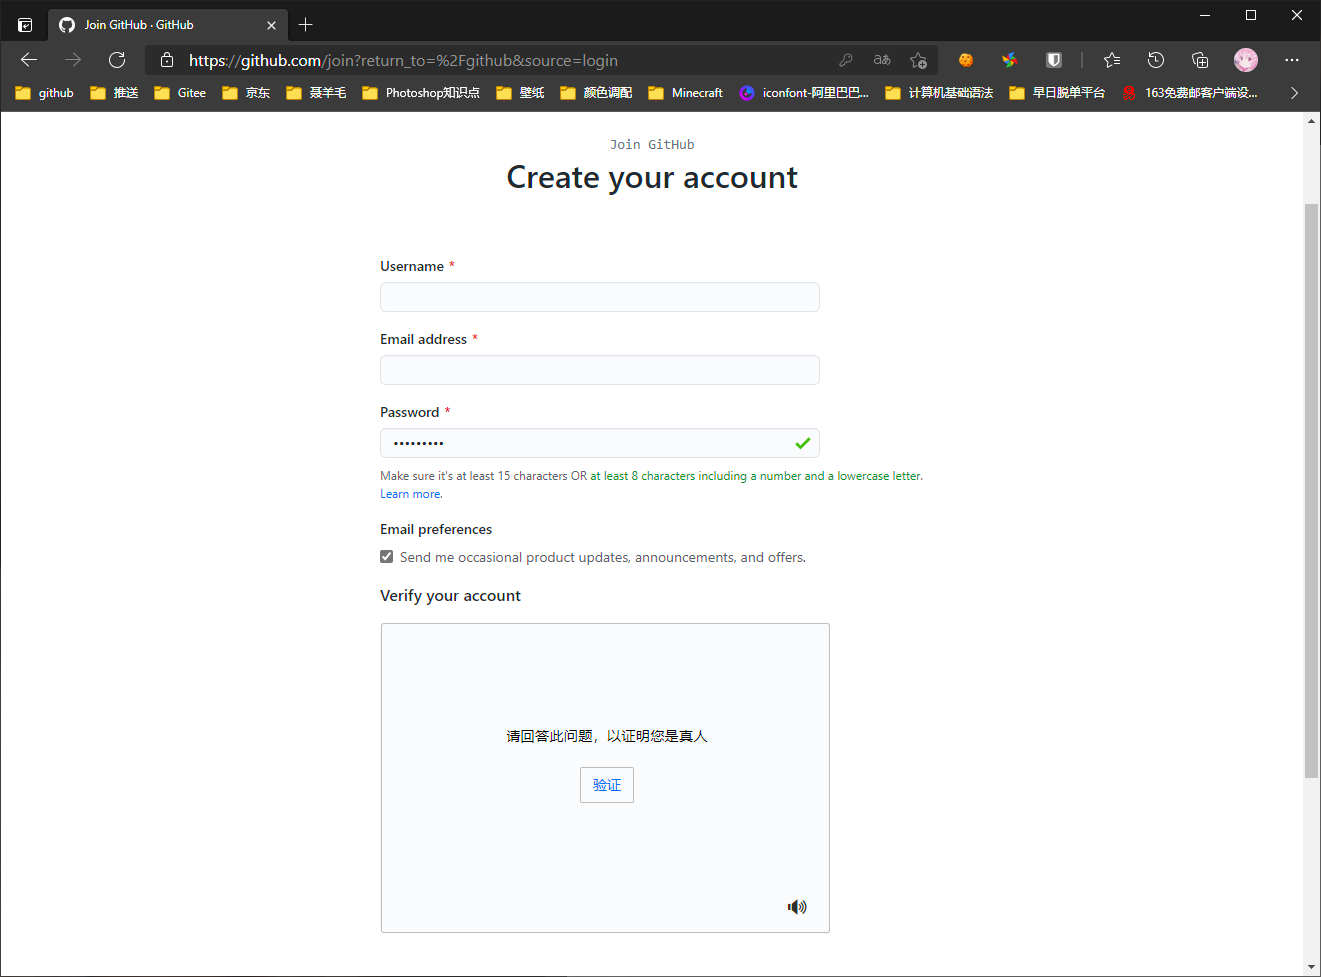 Join GitHub · GitHub
https://github.com/join?return_to=%2Fgithub&source=login
github 推送 Gitee 京东 聂羊毛 Photoshop知识点 壁纸 颜色调配 Minecraft iconfont-阿里巴巴... 计算机基础语法 早日脱单平台 163免费邮客户端设...
Join GitHub
Create your account
Username *
Email address *
Password *
•••••••••
Make sure it's at least 15 characters OR at least 8 characters including a number and a lowercase letter.
Learn more.
Email preferences
Send me occasional product updates, announcements, and offers.
Verify your account
请回答此问题，以证明您是真人
验证